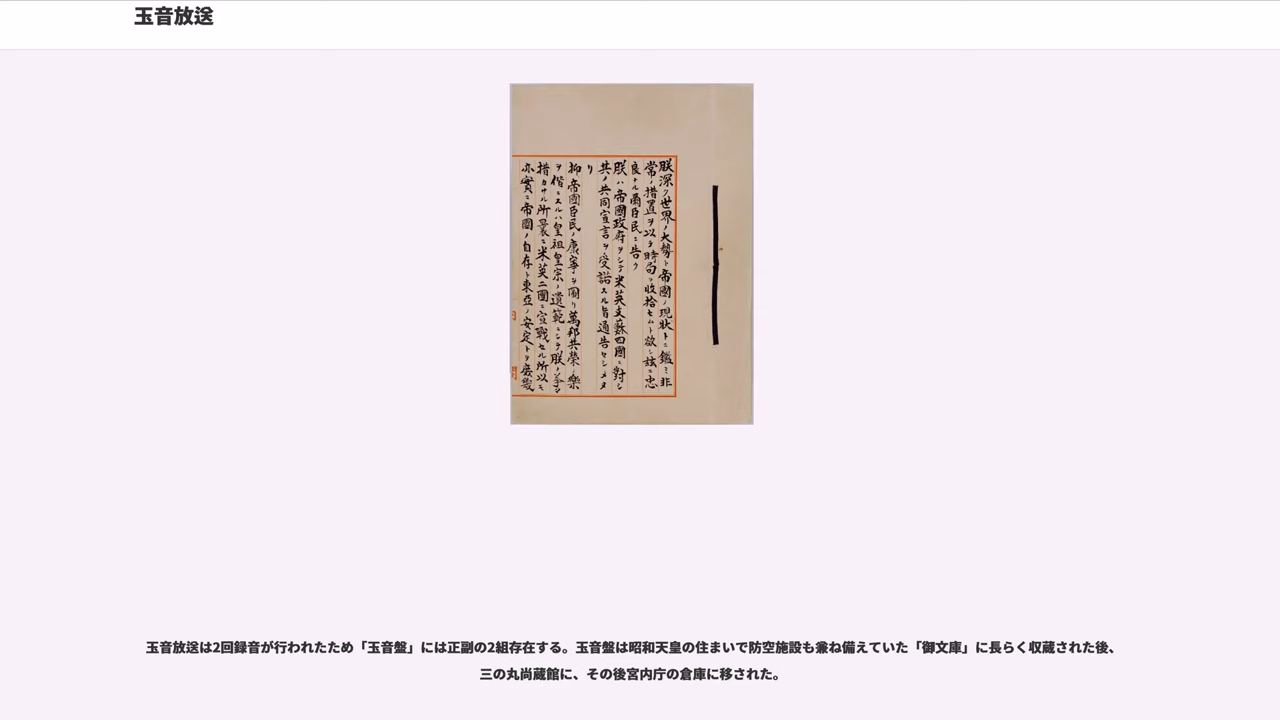 玉音放送
朕深ク世界ノ大勢ト帝國ノ現狀トニ鑑ミ非
常ノ措置ヲ以テ時局ヲ收拾セムト欲シ茲ニ忠
良ナル爾臣民ニ告ク
朕ハ帝國政府ヲシテ米英支蘇四國ニ對シ
其ノ共同宣言ヲ受諾スル旨通告セシメタ
リ
抑帝國臣民ノ康寧ヲ圖リ萬邦共榮ノ樂
ヲ偕ニスルハ皇祖皇宗ノ遺範ニシテ朕ノ拳々
措カサル所曩ニ米英二國ニ宣戰セル所以モ
亦實ニ帝國ノ自存ト東亞ノ安定トヲ庶幾
玉音放送は2回録音が行われたため「玉音盤」には正副の2組存在する。玉音盤は昭和天皇の住まいで防空施設も兼ね備えていた「御文庫」に長らく収蔵された後、
三の丸尚蔵館に、その後宮内庁の倉庫に移された。